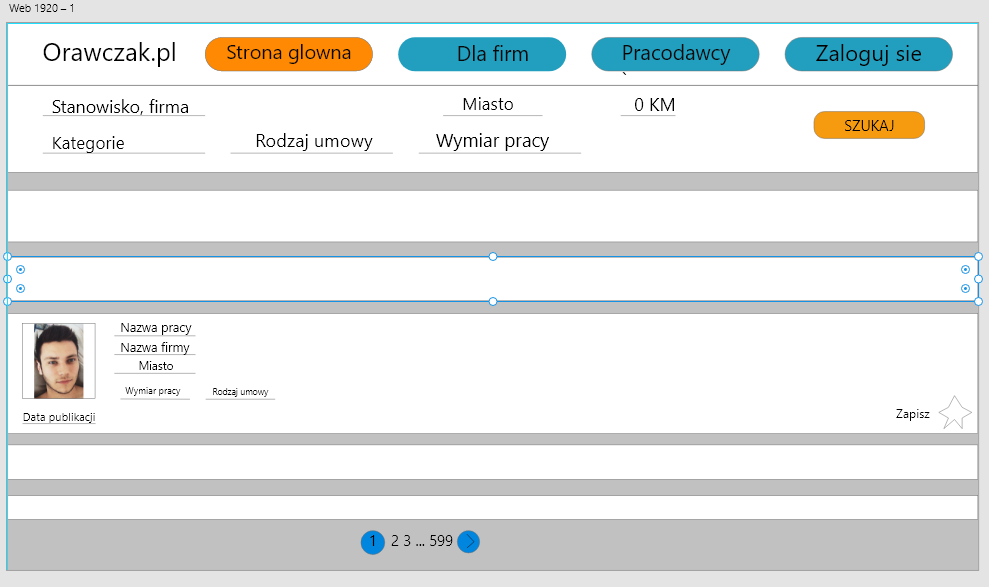 Web 1920 – 1
Orawczak.pl
Strona glowna
Dla firm
Pracodawcy
`
Zaloguj sie
Stanowisko, firma
Miasto
0 KM
SZUKAJ
Kategorie
Rodzaj umowy
Wymiar pracy
Nazwa pracy
Nazwa firmy
Miasto
Wymiar pracy
Rodzaj umowy
Data publikacji
Zapisz
1 2 3 ... 599